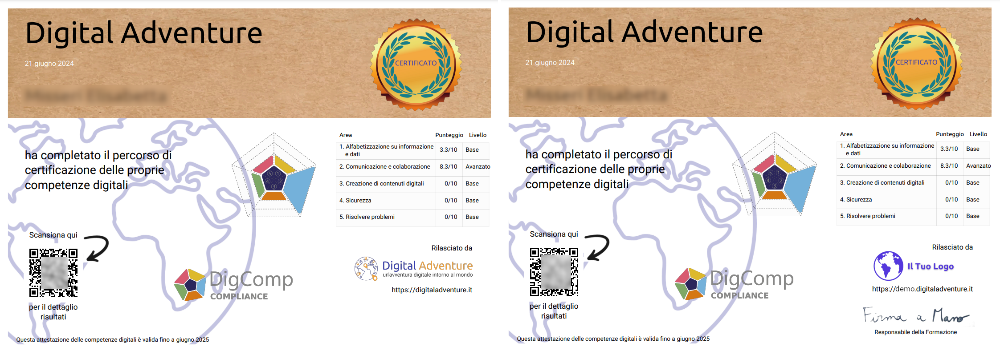 Digital Adventure
21 giugno 2024
CERTIFICATO
ha completato il percorso di
certificazione delle proprie
competenze digitali
5 1
4 2
3
Area Punteggio Livello
1. Alfabetizzazione su informazione
e dati 3.3/10 Base
2. Comunicazione e colaborazione 8.3/10 Avanzato
3. Creazione di contenuti digitali 0/10 Base
4. Sicurezza 0/10 Base
5. Risolvere problemi 0/10 Base
Scansiona qui
per il dettaglio
risultati
DigComp
COMPLIANCE
Rilasciato da
Digital Adventure
un'avventura digitale intorno al mondo
https://digitaladventure.it
Questa attestazione delle competenze digitali è valida fino a giugno 2025
Digital Adventure
21 giugno 2024
CERTIFICATO
ha completato il percorso di
certificazione delle proprie
competenze digitali
5 1
4 2
3
Area Punteggio Livello
1. Alfabetizzazione su informazione
e dati 3.3/10 Base
2. Comunicazione e colaborazione 8.3/10 Avanzato
3. Creazione di contenuti digitali 0/10 Base
4. Sicurezza 0/10 Base
5. Risolvere problemi 0/10 Base
Scansiona qui
per il dettaglio
risultati
DigComp
COMPLIANCE
Rilasciato da
Il Tuo Logo
https://demo.digitaladventure.it
Firma a Mano
Responsabile della Formazione
Questa attestazione delle competenze digitali è valida fino a giugno 2025